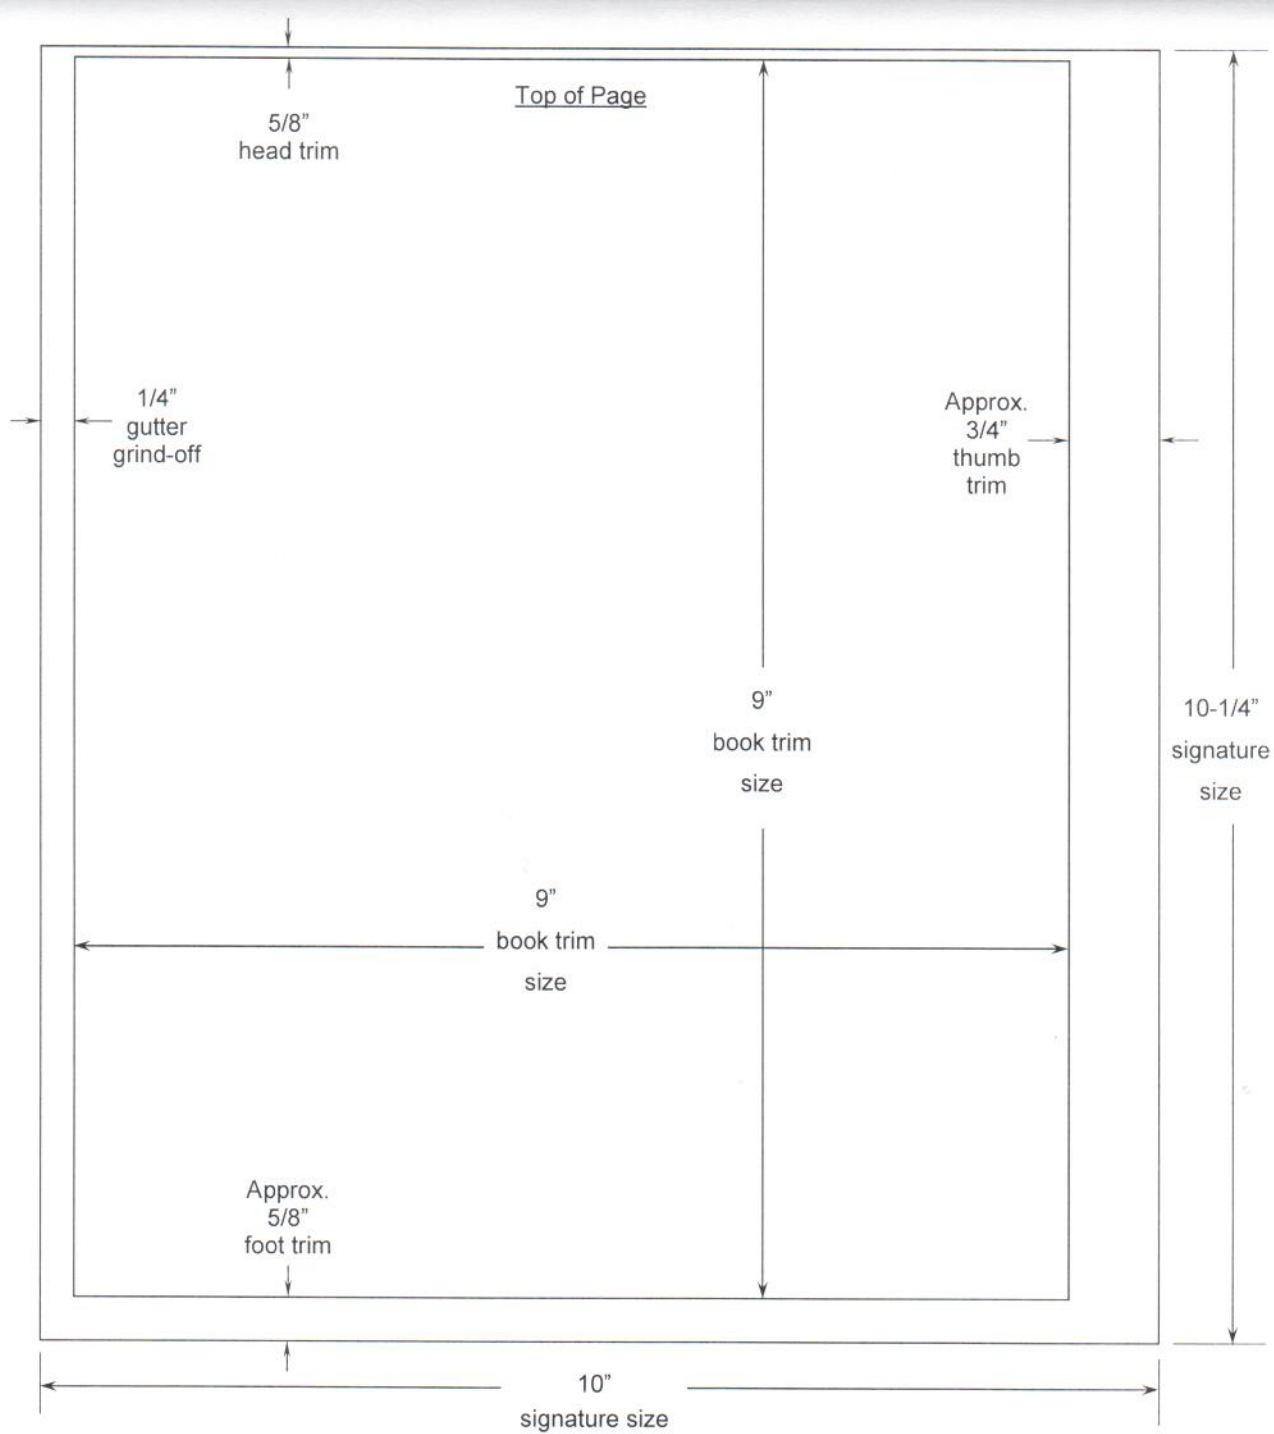 Top of Page
5/8”
head trim
1/4”
gutter
grind-off
Approx.
3/4”
thumb
trim
9”
book trim
size
10-1/4”
signature
size
9”
book trim
size
Approx.
5/8”
foot trim
10”
signature size